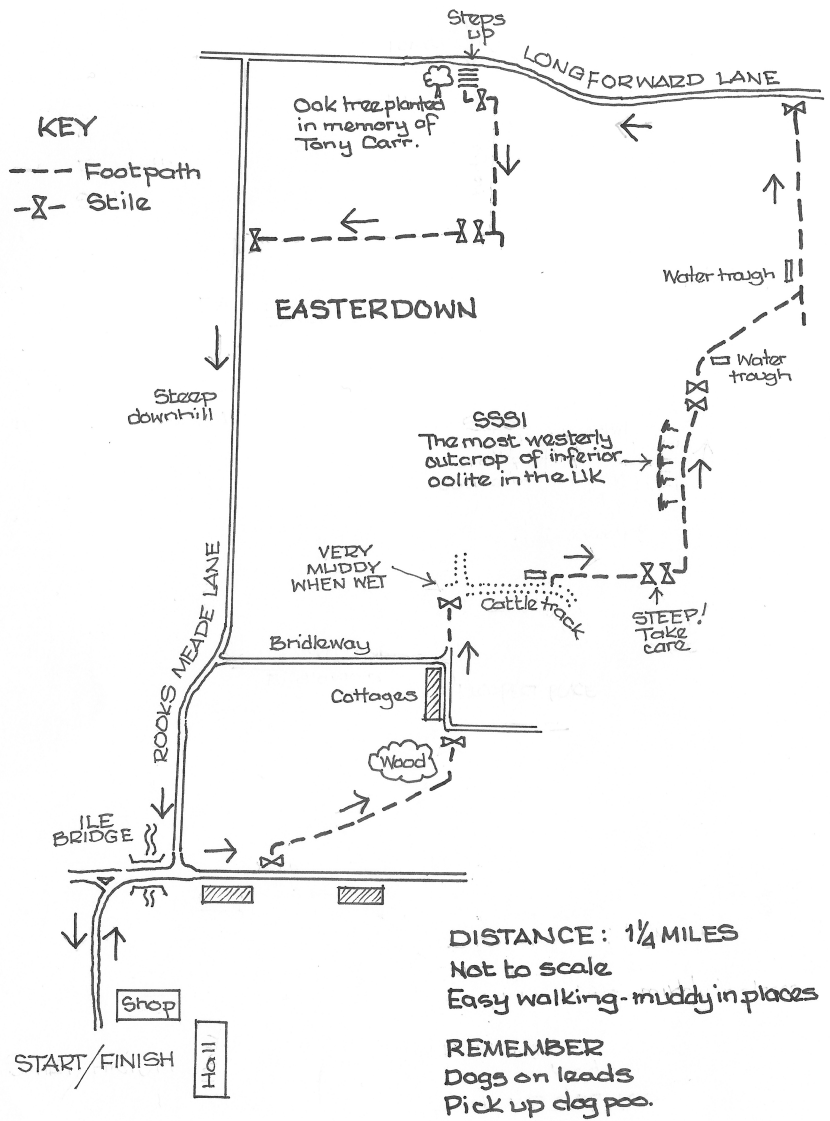 Steps
up
LONGFORWARD LANE
Oak tree planted
in memory of
Tony Carr.
KEY
Footpath
Stile
Water trough
EASTERDOWN
Water
trough
Steep
downhill
SSSI
The most westerly
outcrop of inferior
oolite in the UK
VERY
MUDDY
WHEN WET
Cattle track
STEEP!
Take
care
ROOKS MEADE LANE
Bridleway
Cottages
Wood
ILE
BRIDGE
DISTANCE: 1¼ MILES
Not to scale
Easy walking - muddy in places
Shop
START/FINISH
Hall
REMEMBER
Dogs on leads
Pick up dog poo.